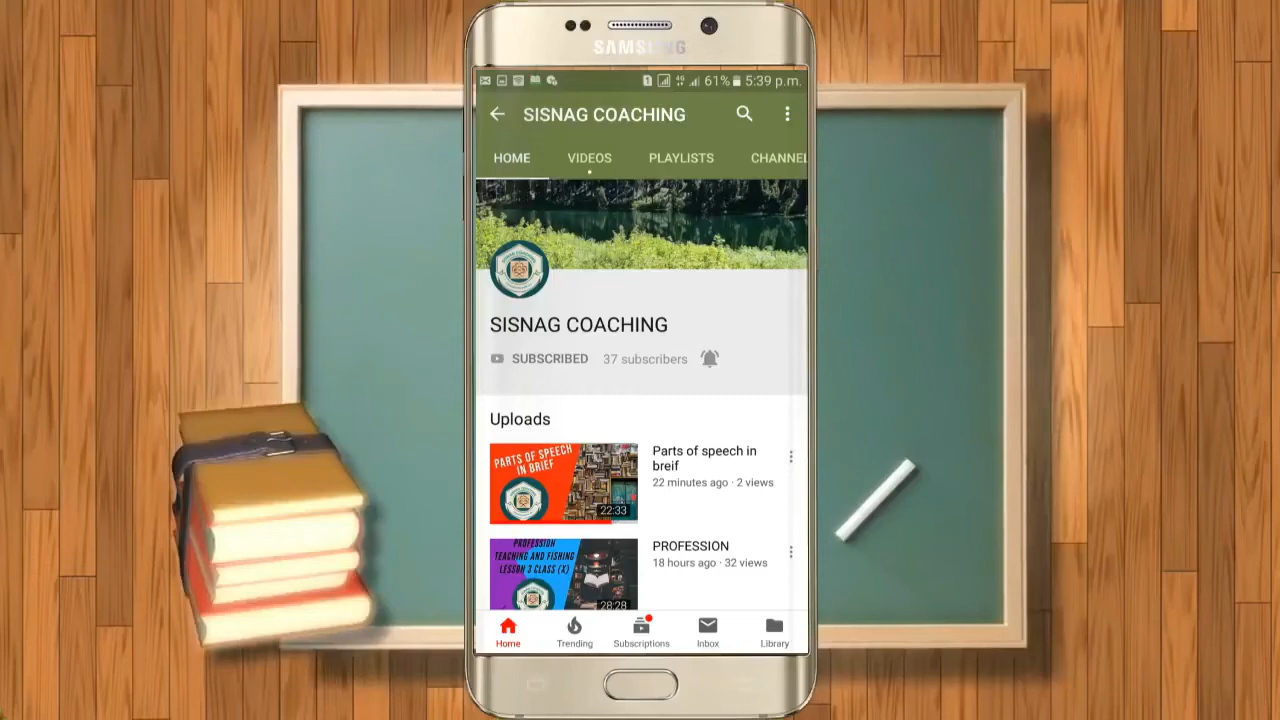 SAMSUNG
61% 5:39 p.m.
SISNAG COACHING
HOME VIDEOS PLAYLISTS CHANNEL
SISNAG COACHING
SUBSCRIBED 37 subscribers
Uploads
PARTS OF SPEECH
IN BRIEF
22:33
Parts of speech in
breif
22 minutes ago · 2 views
PROFESSION
TEACHING AND FISHING
LESSON 3 CLASS (X)
28:28
PROFESSION
18 hours ago · 32 views
Home Trending Subscriptions Inbox Library